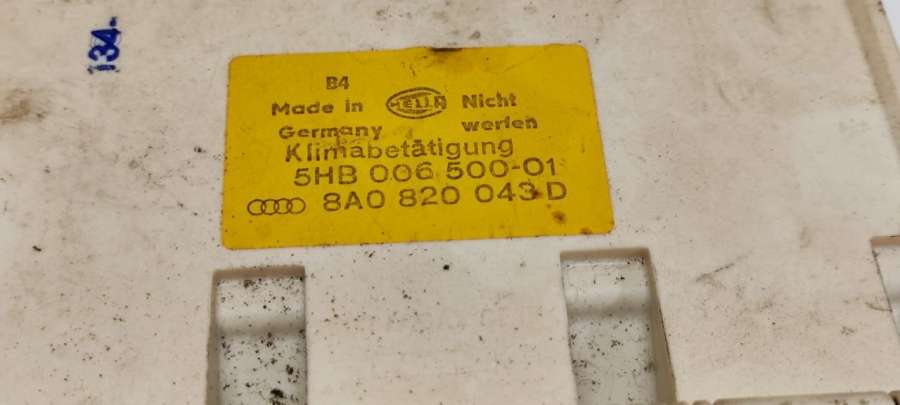 134-
B4
Made in HELLA Nicht
Germany werfen
Klimabetätigung
5HB 006 500-01
8A0 820 043 D